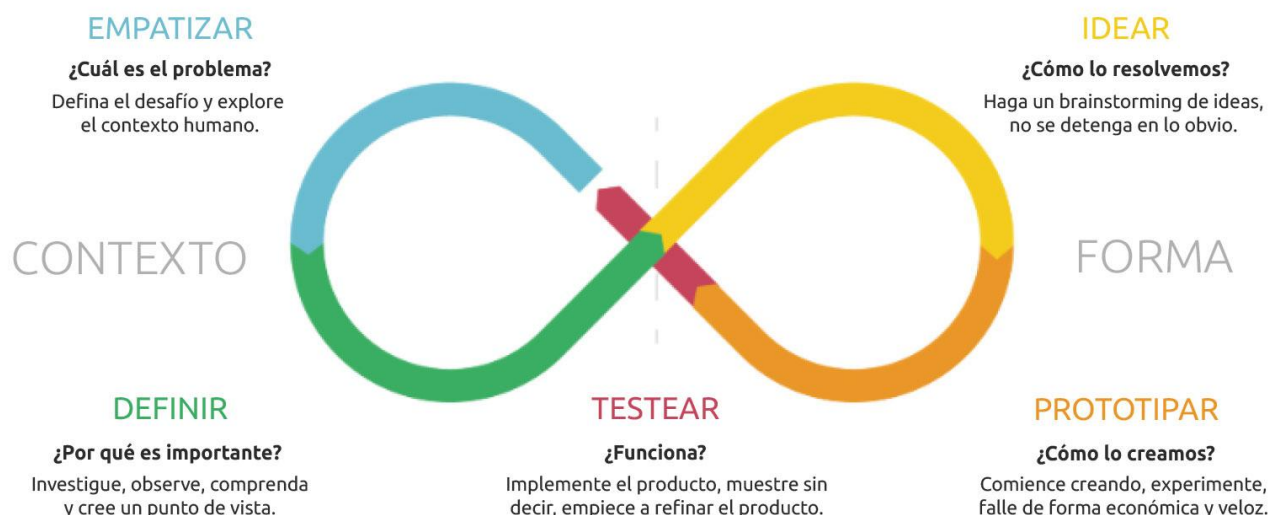 EMPATIZAR
¿Cuál es el problema?
Defina el desafío y explore
el contexto humano.
IDEAR
¿Cómo lo resolvemos?
Haga un brainstorming de ideas,
no se detenga en lo obvio.
CONTEXTO
FORMA
DEFINIR
¿Por qué es importante?
Investigue, observe, comprenda
y cree un punto de vista.
TESTEAR
¿Funciona?
Implemente el producto, muestre sin
decir, empiece a refinar el producto.
PROTOTIPAR
¿Cómo lo creamos?
Comience creando, experimente,
falle de forma económica y veloz.